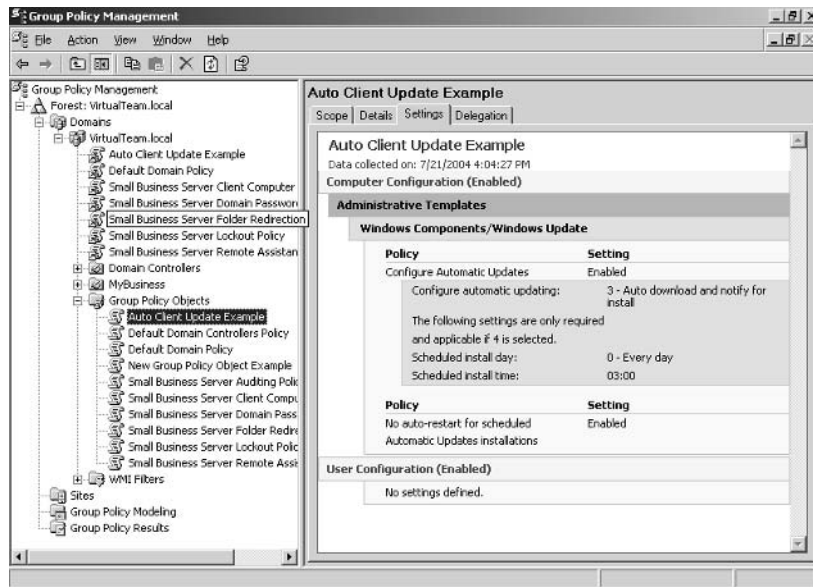 Group Policy Management
File Action View Window Help
Group Policy Management
Forest: VirtualTeam.local
Domains
VirtualTeam.local
Auto Client Update Example
Default Domain Policy
Small Business Server Client Computer
Small Business Server Domain Passwor
Small Business Server Folder Redirection
Small Business Server Lockout Policy
Small Business Server Remote Assistan
Domain Controllers
MyBusiness
Group Policy Objects
Auto Client Update Example
Default Domain Controllers Policy
Default Domain Policy
New Group Policy Object Example
Small Business Server Auditing Polic
Small Business Server Client Compu
Small Business Server Domain Pass
Small Business Server Folder Redire
Small Business Server Lockout Polic
Small Business Server Remote Assi
WMI Filters
Sites
Group Policy Modeling
Group Policy Results
Auto Client Update Example
Scope Details Settings Delegation
Auto Client Update Example
Data collected on: 7/21/2004 4:04:27 PM
Computer Configuration (Enabled)
Administrative Templates
Windows Components/Windows Update
Policy Setting
Configure Automatic Updates Enabled
Configure automatic updating: 3 - Auto download and notify for
install
The following settings are only required
and applicable if 4 is selected.
Scheduled install day: 0 - Every day
Scheduled install time: 03:00
Policy Setting
No auto-restart for scheduled Enabled
Automatic Updates installations
User Configuration (Enabled)
No settings defined.